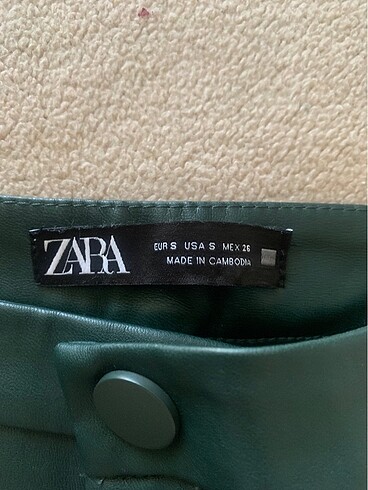 ZARA
EUR S USA S MEX 26
MADE IN CAMBODIA